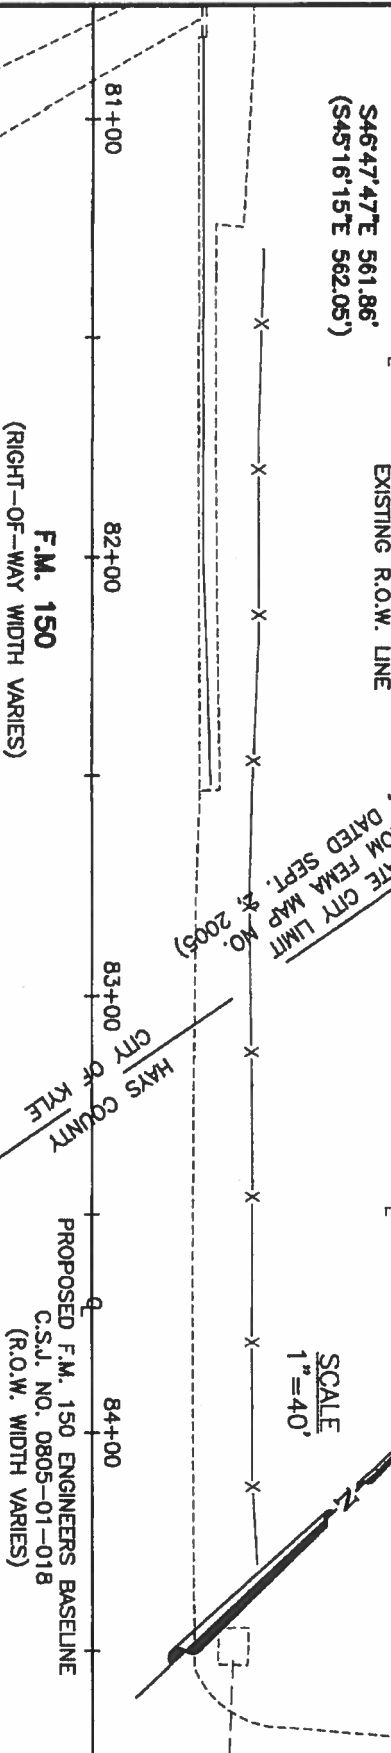 S46°47'47"E 561.86'
(S45°16'15"E 562.05')
EXISTING R.O.W. LINE
81+00
82+00
83+00
84+00
F.M. 150
(RIGHT-OF-WAY WIDTH VARIES)
CITY LIMIT
FEMA MAP NO.
DATED SEPT. 2, 2005)
HAYS COUNTY
CITY OF KYLE
SCALE
1"=40'
N
PROPOSED F.M. 150 ENGINEERS BASELINE
C.S.J. NO. 0805-01-018
(R.O.W. WIDTH VARIES)